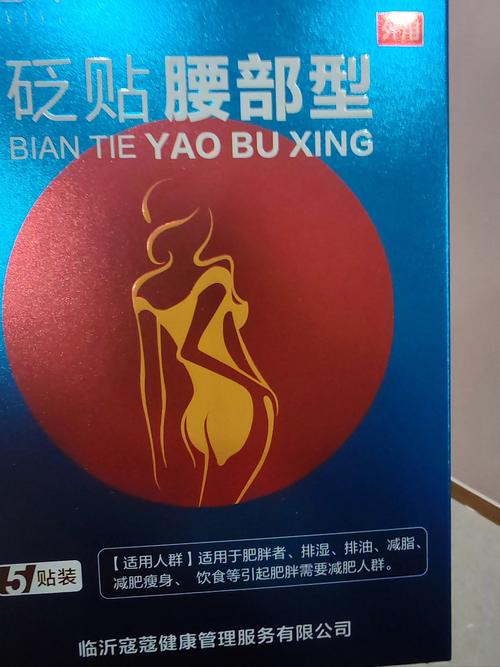 外用
砭贴腰部型
BIAN TIE YAO BU XING
5贴装
【适用人群】适用于肥胖者、排湿、排油、减脂、
减肥瘦身、饮食等引起肥胖需要减肥人群。
临沂寇蔻健康管理服务有限公司